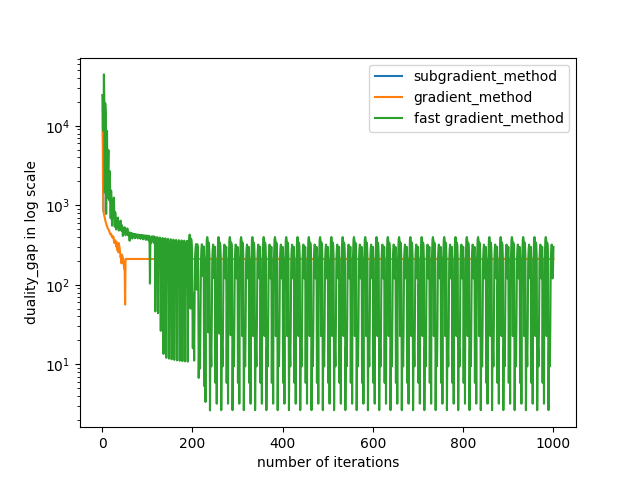 subgradient_method
gradient_method
fast gradient_method
duality_gap in log scale
10^4
10^3
10^2
10^1
0
200
400
600
800
1000
number of iterations